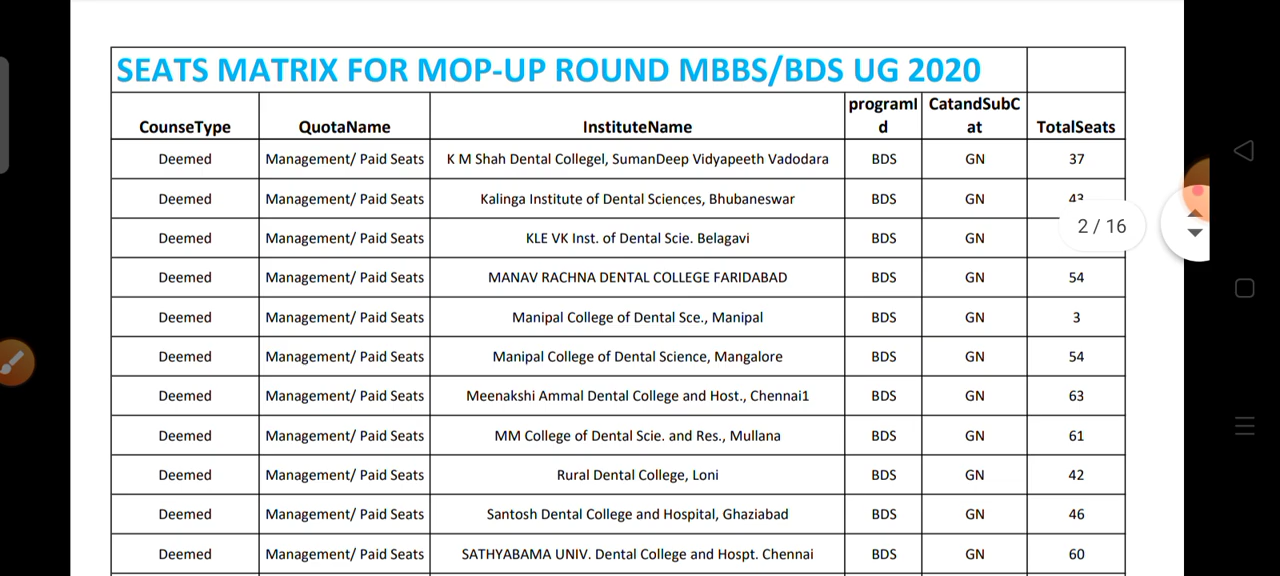 SEATS MATRIX FOR MOP-UP ROUND MBBS/BDS UG 2020
CounseType QuotaName InstituteName programI d CatandSubC at TotalSeats
Deemed Management/ Paid Seats K M Shah Dental Collegel, SumanDeep Vidyapeeth Vadodara BDS GN 37
Deemed Management/ Paid Seats Kalinga Institute of Dental Sciences, Bhubaneswar BDS GN
2 / 16
Deemed Management/ Paid Seats KLE VK Inst. of Dental Scie. Belagavi BDS GN
Deemed Management/ Paid Seats MANAV RACHNA DENTAL COLLEGE FARIDABAD BDS GN 54
Deemed Management/ Paid Seats Manipal College of Dental Sce., Manipal BDS GN 3
Deemed Management/ Paid Seats Manipal College of Dental Science, Mangalore BDS GN 54
Deemed Management/ Paid Seats Meenakshi Ammal Dental College and Host., Chennai1 BDS GN 63
Deemed Management/ Paid Seats MM College of Dental Scie. and Res., Mullana BDS GN 61
Deemed Management/ Paid Seats Rural Dental College, Loni BDS GN 42
Deemed Management/ Paid Seats Santosh Dental College and Hospital, Ghaziabad BDS GN 46
Deemed Management/ Paid Seats SATHYABAMA UNIV. Dental College and Hospt. Chennai BDS GN 60